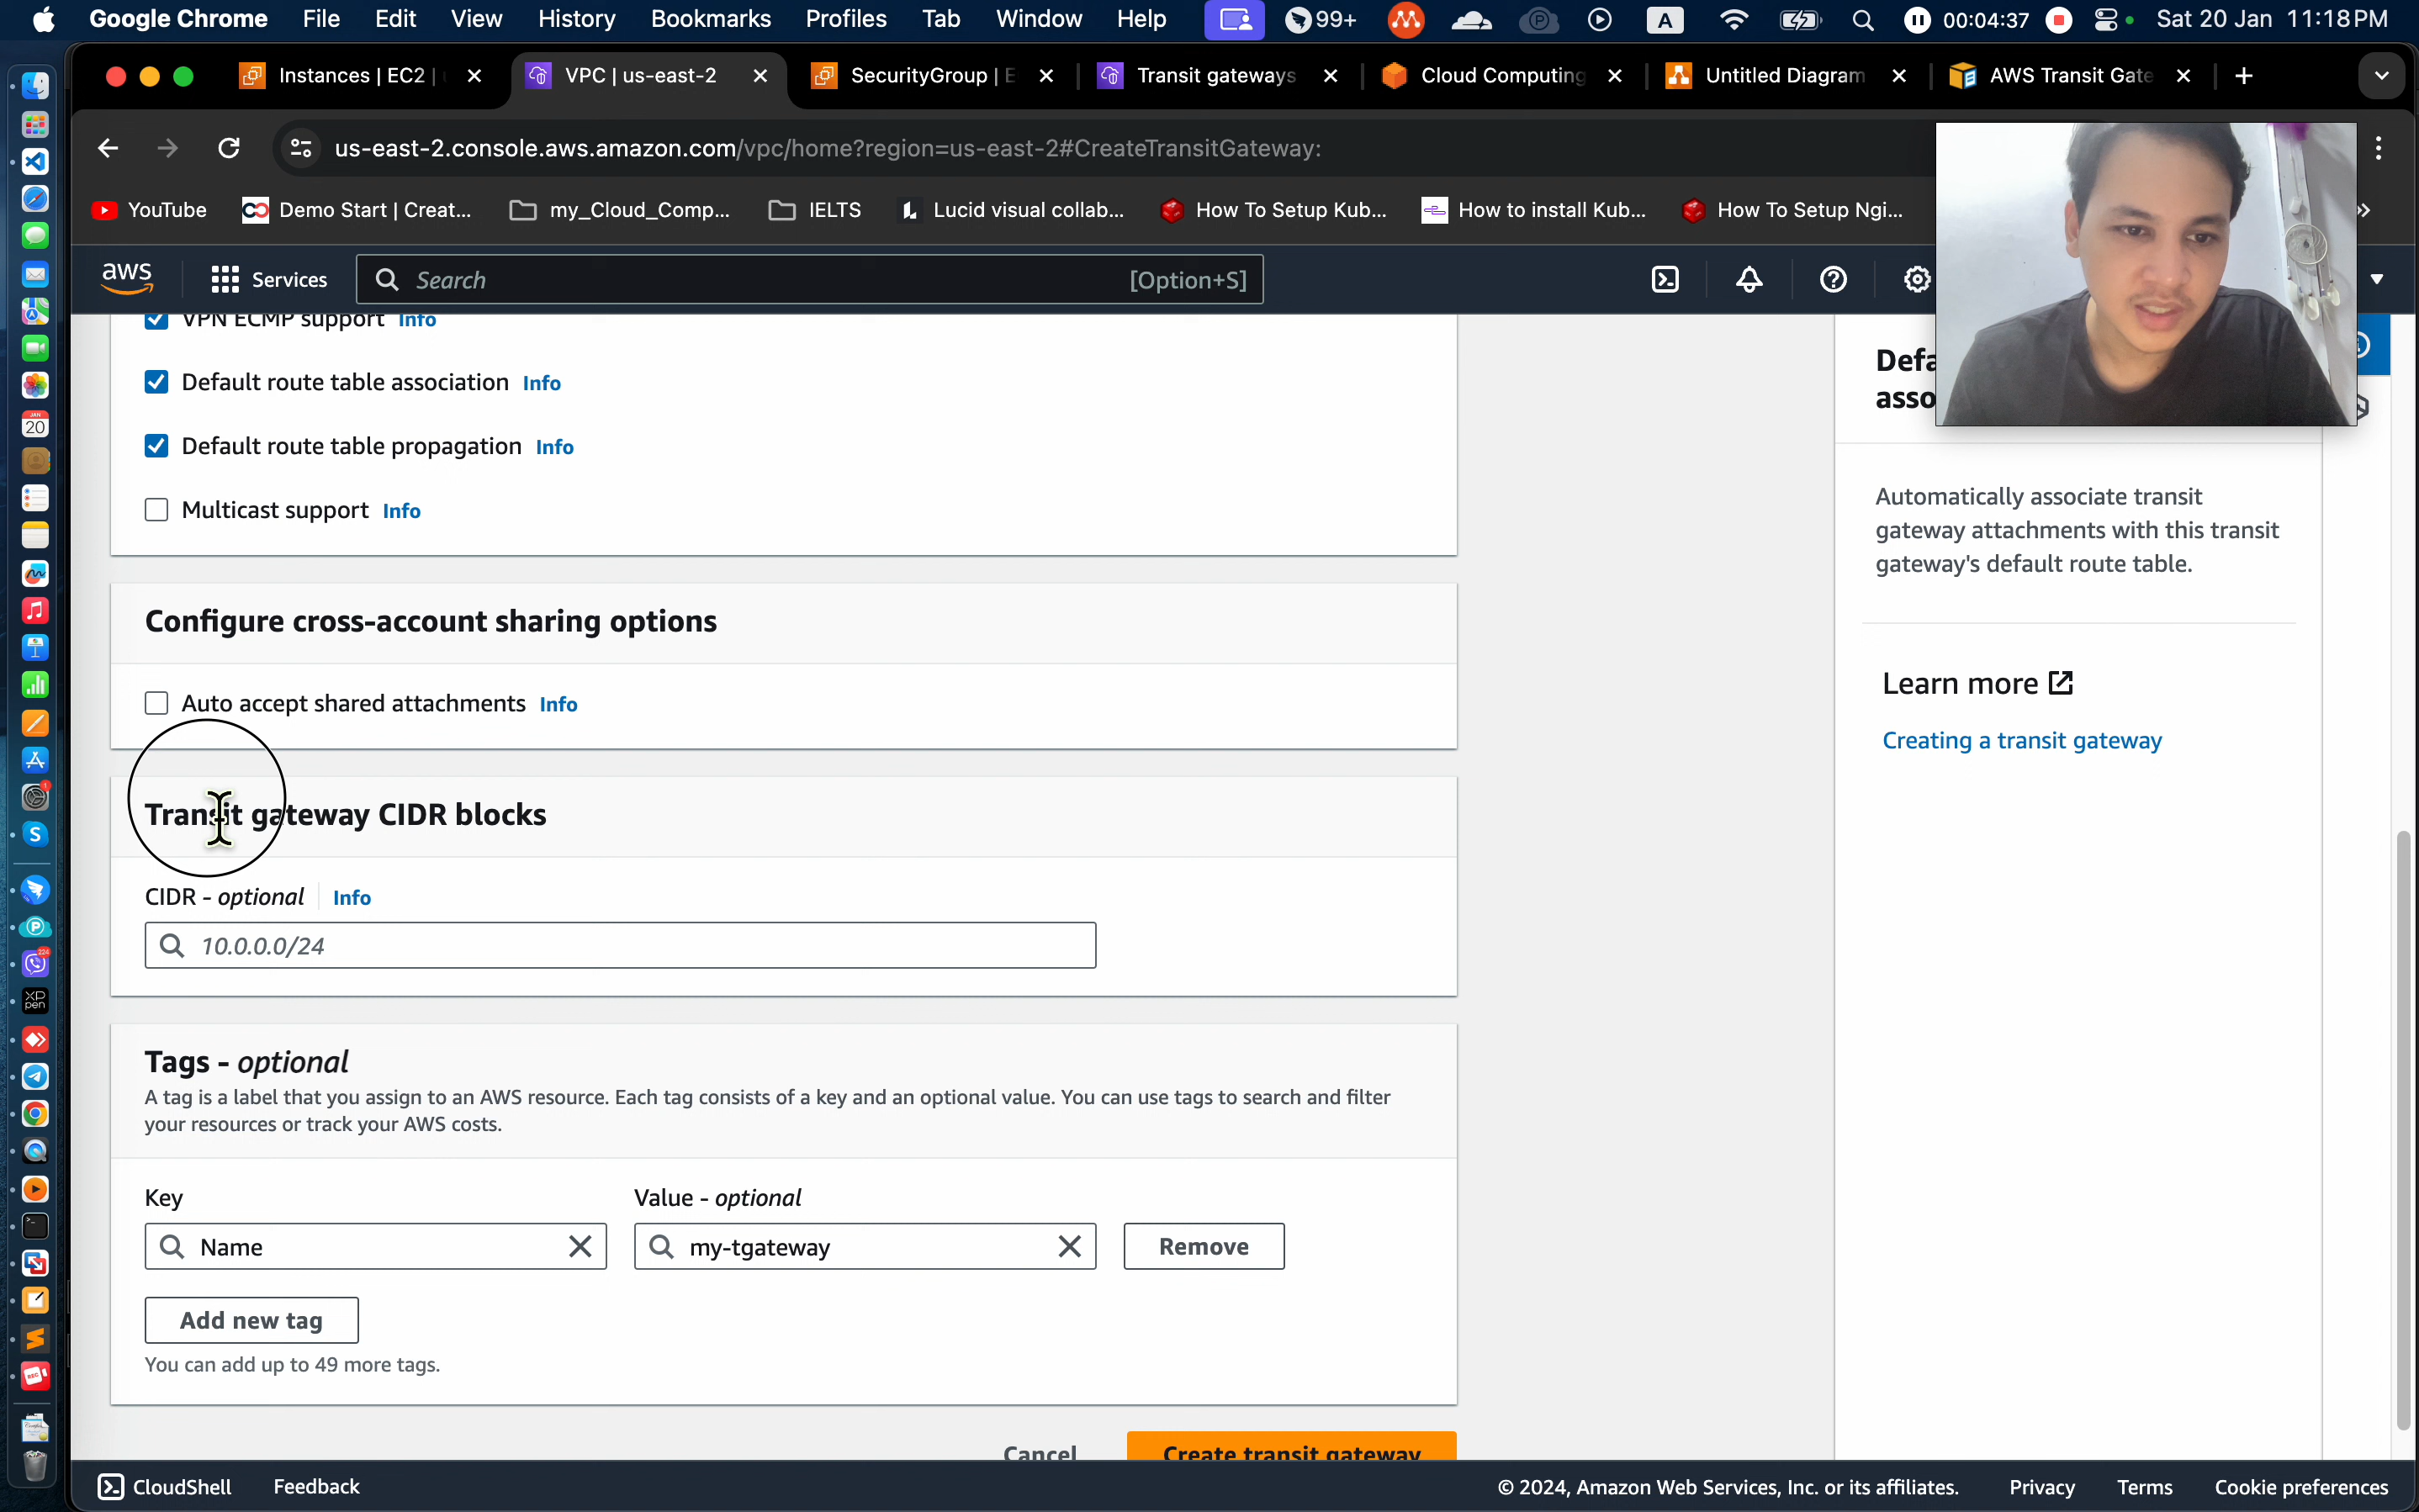 Google Chrome File Edit View History Bookmarks Profiles Tab Window Help 99+ A 00:04:37 Sat 20 Jan 11:18 PM
Instances | EC2 | VPC | us-east-2 SecurityGroup | E Transit gateways Cloud Computing Untitled Diagram AWS Transit Gate
us-east-2.console.aws.amazon.com/vpc/home?region=us-east-2#CreateTransitGateway:
YouTube Demo Start | Creat... my_Cloud_Comp... IELTS Lucid visual collab... How To Setup Kub... How to install Kub... How To Setup Ngi...
aws Services Search [Option+S]
VPN ECMP support Info
Default route table association Info
Default route table propagation Info
Multicast support Info
Configure cross-account sharing options
Auto accept shared attachments Info
Transit gateway CIDR blocks
CIDR - optional Info
10.0.0.0/24
Tags - optional
A tag is a label that you assign to an AWS resource. Each tag consists of a key and an optional value. You can use tags to search and filter
your resources or track your AWS costs.
Key Value - optional
Name my-tgateway Remove
Add new tag
You can add up to 49 more tags.
Cancel Create transit gateway
Defa
asso
Automatically associate transit
gateway attachments with this transit
gateway's default route table.
Learn more
Creating a transit gateway
CloudShell Feedback © 2024, Amazon Web Services, Inc. or its affiliates. Privacy Terms Cookie preferences
JAN
20
1
S
P
224
XP
pen
REC